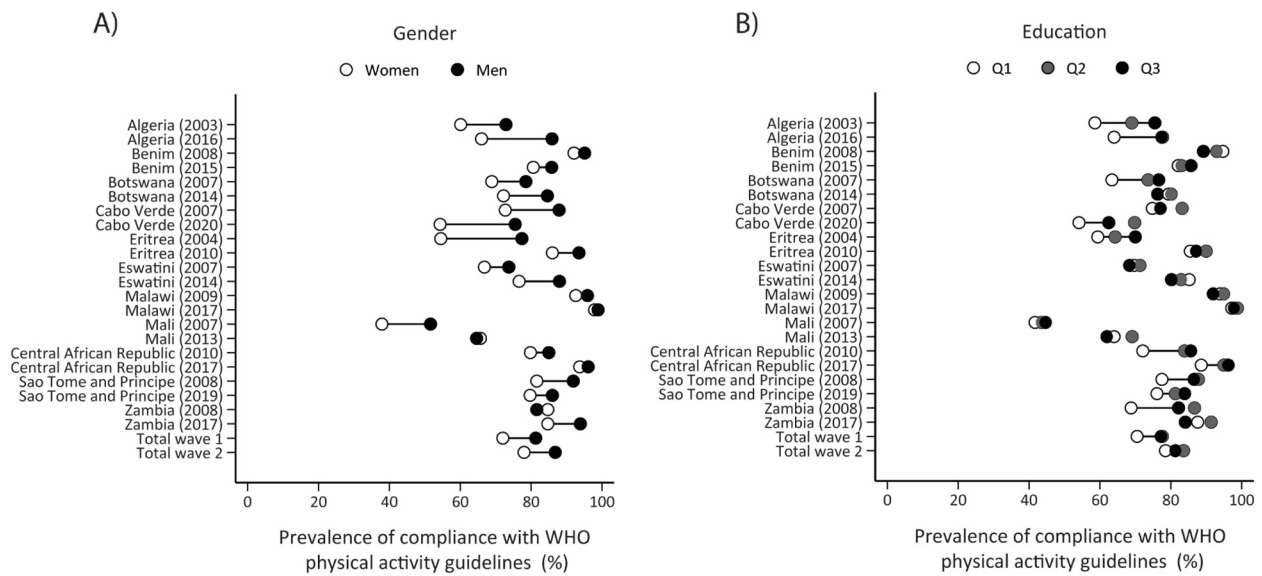 A)
Gender
Women Men
Algeria (2003)
Algeria (2016)
Benim (2008)
Benim (2015)
Botswana (2007)
Botswana (2014)
Cabo Verde (2007)
Cabo Verde (2020)
Eritrea (2004)
Eritrea (2010)
Eswatini (2007)
Eswatini (2014)
Malawi (2009)
Malawi (2017)
Mali (2007)
Mali (2013)
Central African Republic (2010)
Central African Republic (2017)
Sao Tome and Principe (2008)
Sao Tome and Principe (2019)
Zambia (2008)
Zambia (2017)
Total wave 1
Total wave 2
0 20 40 60 80 100
Prevalence of compliance with WHO
physical activity guidelines (%)
B)
Education
Q1 Q2 Q3
Algeria (2003)
Algeria (2016)
Benim (2008)
Benim (2015)
Botswana (2007)
Botswana (2014)
Cabo Verde (2007)
Cabo Verde (2020)
Eritrea (2004)
Eritrea (2010)
Eswatini (2007)
Eswatini (2014)
Malawi (2009)
Malawi (2017)
Mali (2007)
Mali (2013)
Central African Republic (2010)
Central African Republic (2017)
Sao Tome and Principe (2008)
Sao Tome and Principe (2019)
Zambia (2008)
Zambia (2017)
Total wave 1
Total wave 2
0 20 40 60 80 100
Prevalence of compliance with WHO
physical activity guidelines (%)